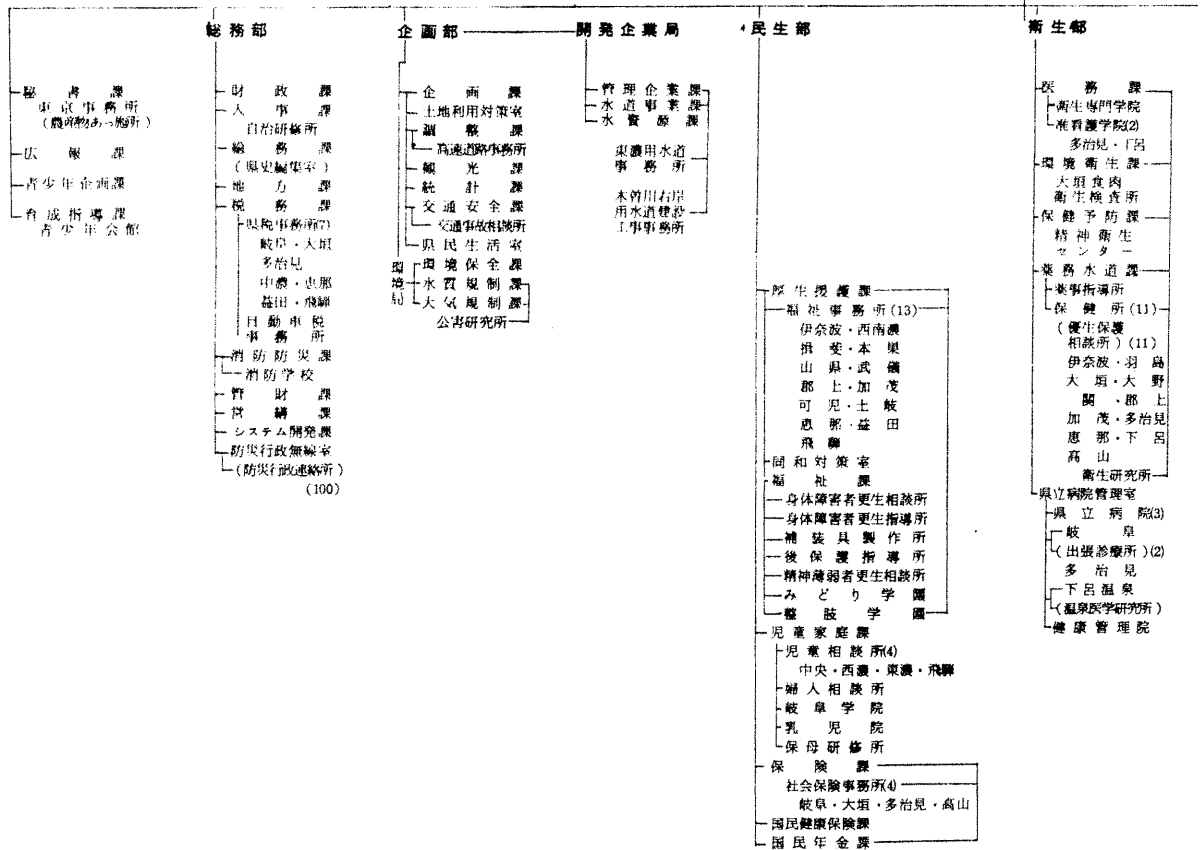 秘書課
東京事務所
(農産物あっ旋所)
広報課
青少年企画課
育成指導課
青少年会館
総務部
財政課
人事課
自治研修所
総務課
(県史編集室)
地方課
税務課
県税事務所(7)
岐阜・大垣
多治見
中濃・恵那
益田・飛騨
自動車税
事務所
消防防災課
消防学校
管財課
営繕課
システム開発課
防災行政無線室
(防災行政連絡所)
(100)
企画部
企画課
土地利用対策室
調整課
高速道路事務所
観光課
統計課
交通安全課
交通事故相談所
県民生活室
環境局
環境保全課
水質規制課
大気規制課
公害研究所
開発企業局
管理企業課
水道事業課
水資源課
東濃用水道
事務所
木曽川右岸
用水道建設
工事事務所
民生部
厚生援護課
福祉事務所(13)
伊奈波・西南濃
揖斐・本巣
山県・武儀
郡上・加茂
可児・土岐
恵那・益田
飛騨
同和対策室
福祉課
身体障害者更生相談所
身体障害者更生指導所
補装具製作所
後保護指導所
精神薄弱者更生相談所
みどり学園
整肢学園
児童家庭課
児童相談所(4)
中央・西濃・東濃・飛騨
婦人相談所
岐阜学院
乳児院
保母研修所
保険課
社会保険事務所(4)
岐阜・大垣・多治見・高山
国民健康保険課
国民年金課
衛生部
医務課
衛生専門学院
准看護学院(2)
多治見・下呂
環境衛生課
大垣食肉
衛生検査所
保健予防課
精神衛生
センター
薬務水道課
薬事指導所
保健所(11)
(優生保護
相談所)(11)
伊奈波・羽島
大垣・大野
関・郡上
加茂・多治見
恵那・下呂
高山
衛生研究所
県立病院管理室
県立病院(3)
岐阜
(出張診療所)(2)
多治見
下呂温泉
(温泉医学研究所)
健康管理院